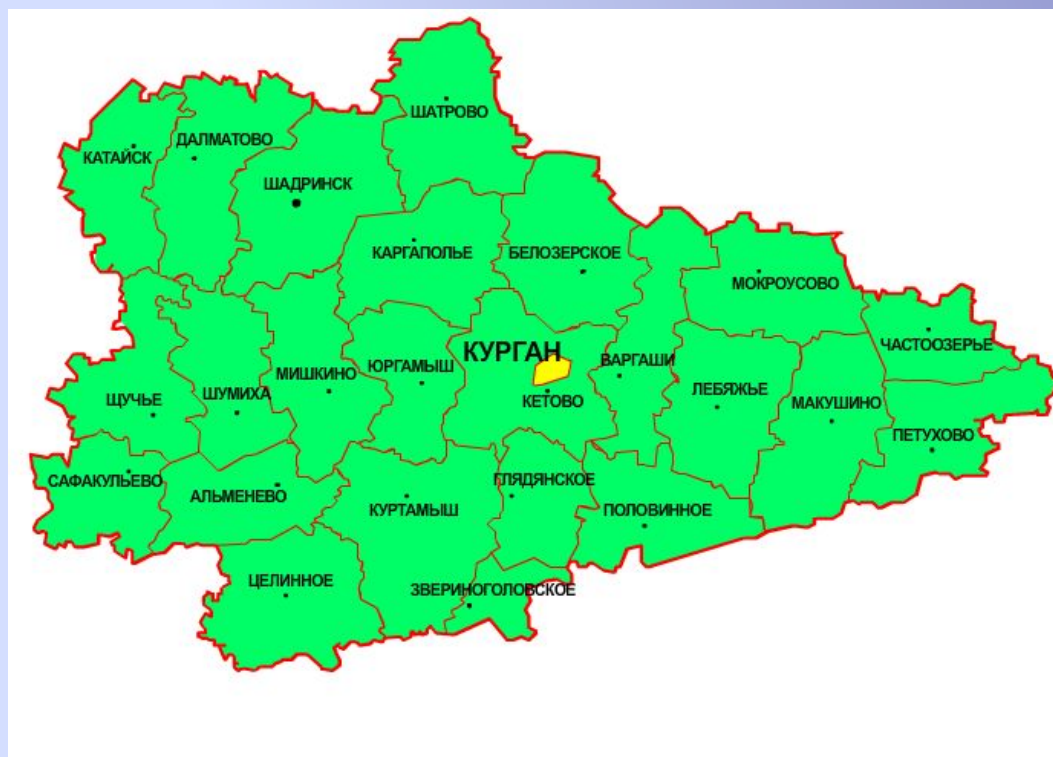 ШАТРОВО
ДАЛМАТОВО
КАТАЙСК
ШАДРИНСК
КАРГАПОЛЬЕ
БЕЛОЗЕРСКОЕ
МОКРОУСОВО
ЧАСТООЗЕРЬЕ
КУРГАН
ВАРГАШИ
ЮРГАМЫШ
МИШКИНО
ШУМИХА
ЩУЧЬЕ
КЕТОВО
ЛЕБЯЖЬЕ
МАКУШИНО
ПЕТУХОВО
САФАКУЛЬЕВО
АЛЬМЕНЕВО
КУРТАМЫШ
ГЛЯДЯНСКОЕ
ПОЛОВИННОЕ
ЦЕЛИННОЕ
ЗВЕРИНОГОЛОВСКОЕ